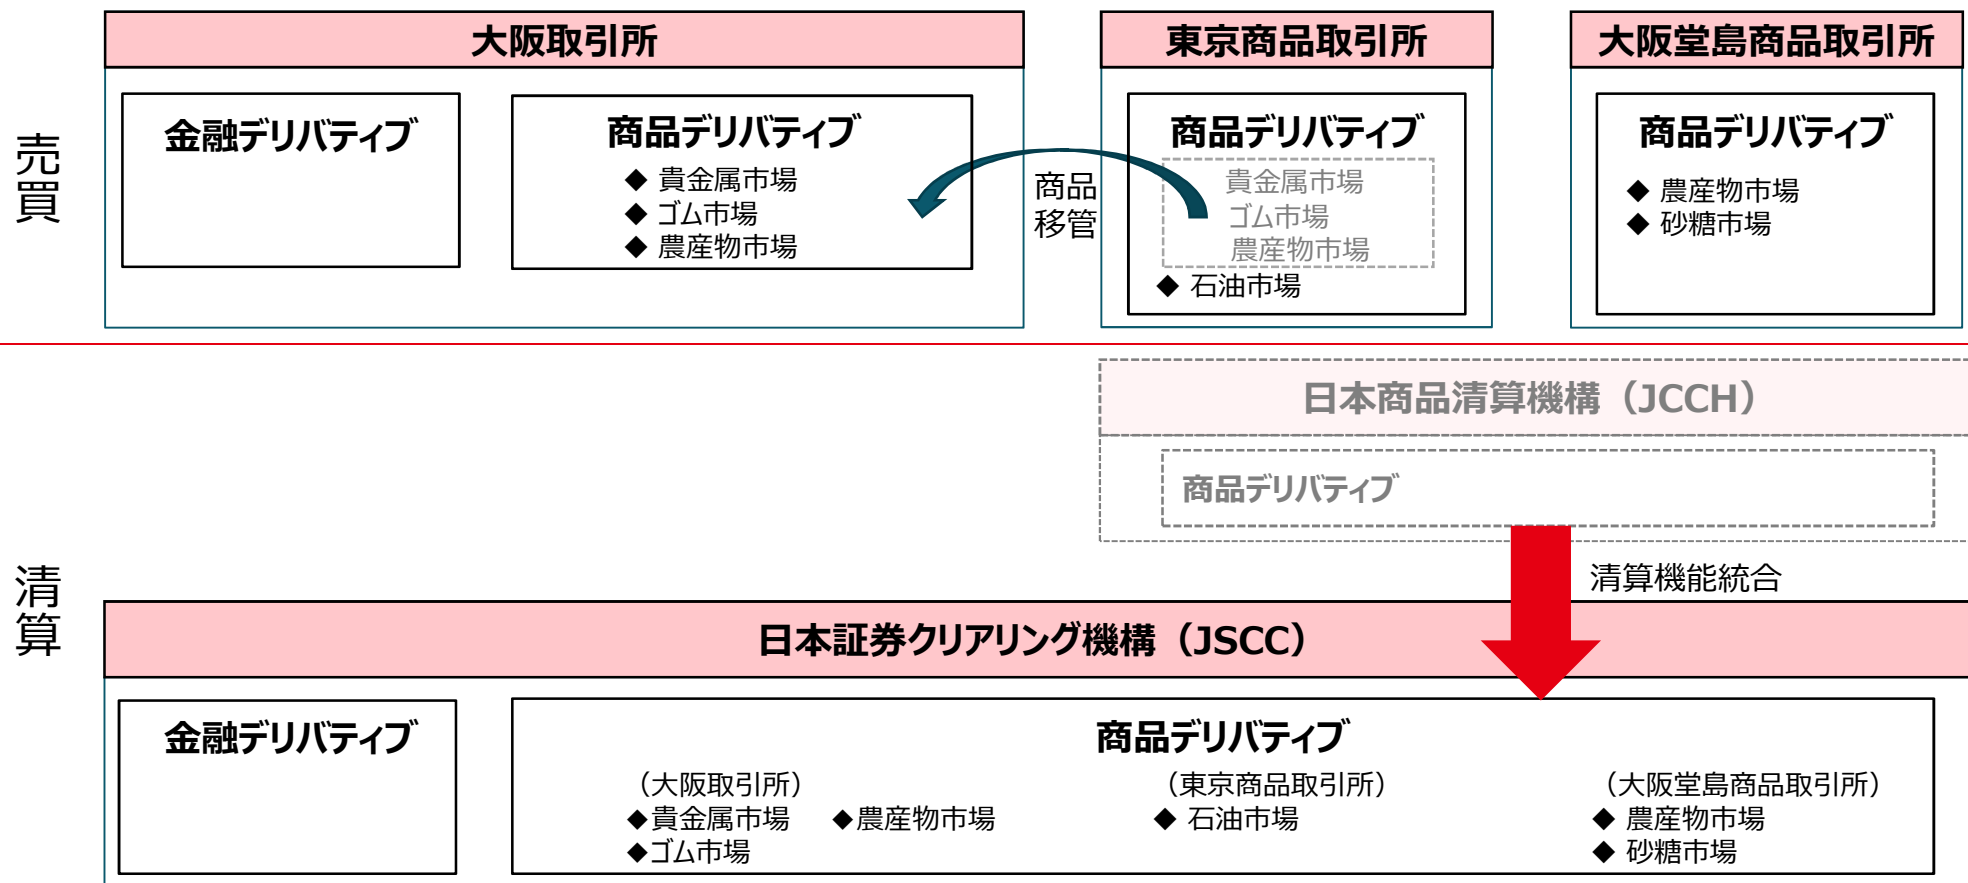 大阪取引所
東京商品取引所
大阪堂島商品取引所
売買
金融デリバティブ
商品デリバティブ
◆ 貴金属市場
◆ ゴム市場
◆ 農産物市場
商品
移管
商品デリバティブ
貴金属市場
ゴム市場
農産物市場
◆ 石油市場
商品デリバティブ
◆ 農産物市場
◆ 砂糖市場
日本商品清算機構（JCCH）
商品デリバティブ
清算機能統合
清算
日本証券クリアリング機構（JSCC）
金融デリバティブ
商品デリバティブ
（大阪取引所）
◆貴金属市場 ◆農産物市場
◆ゴム市場
（東京商品取引所）
◆ 石油市場
（大阪堂島商品取引所）
◆ 農産物市場
◆ 砂糖市場